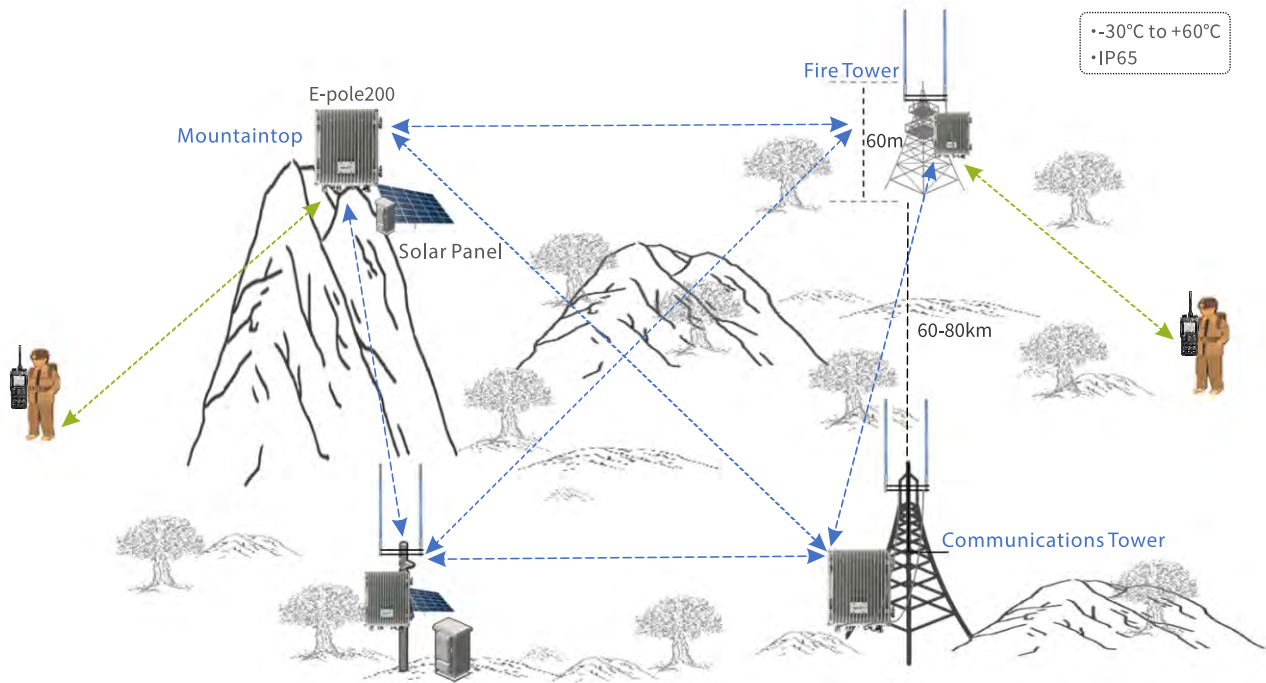 •-30°C to +60°C
•IP65
Fire Tower
E-pole200
Mountaintop
60m
Solar Panel
60-80km
Communications Tower